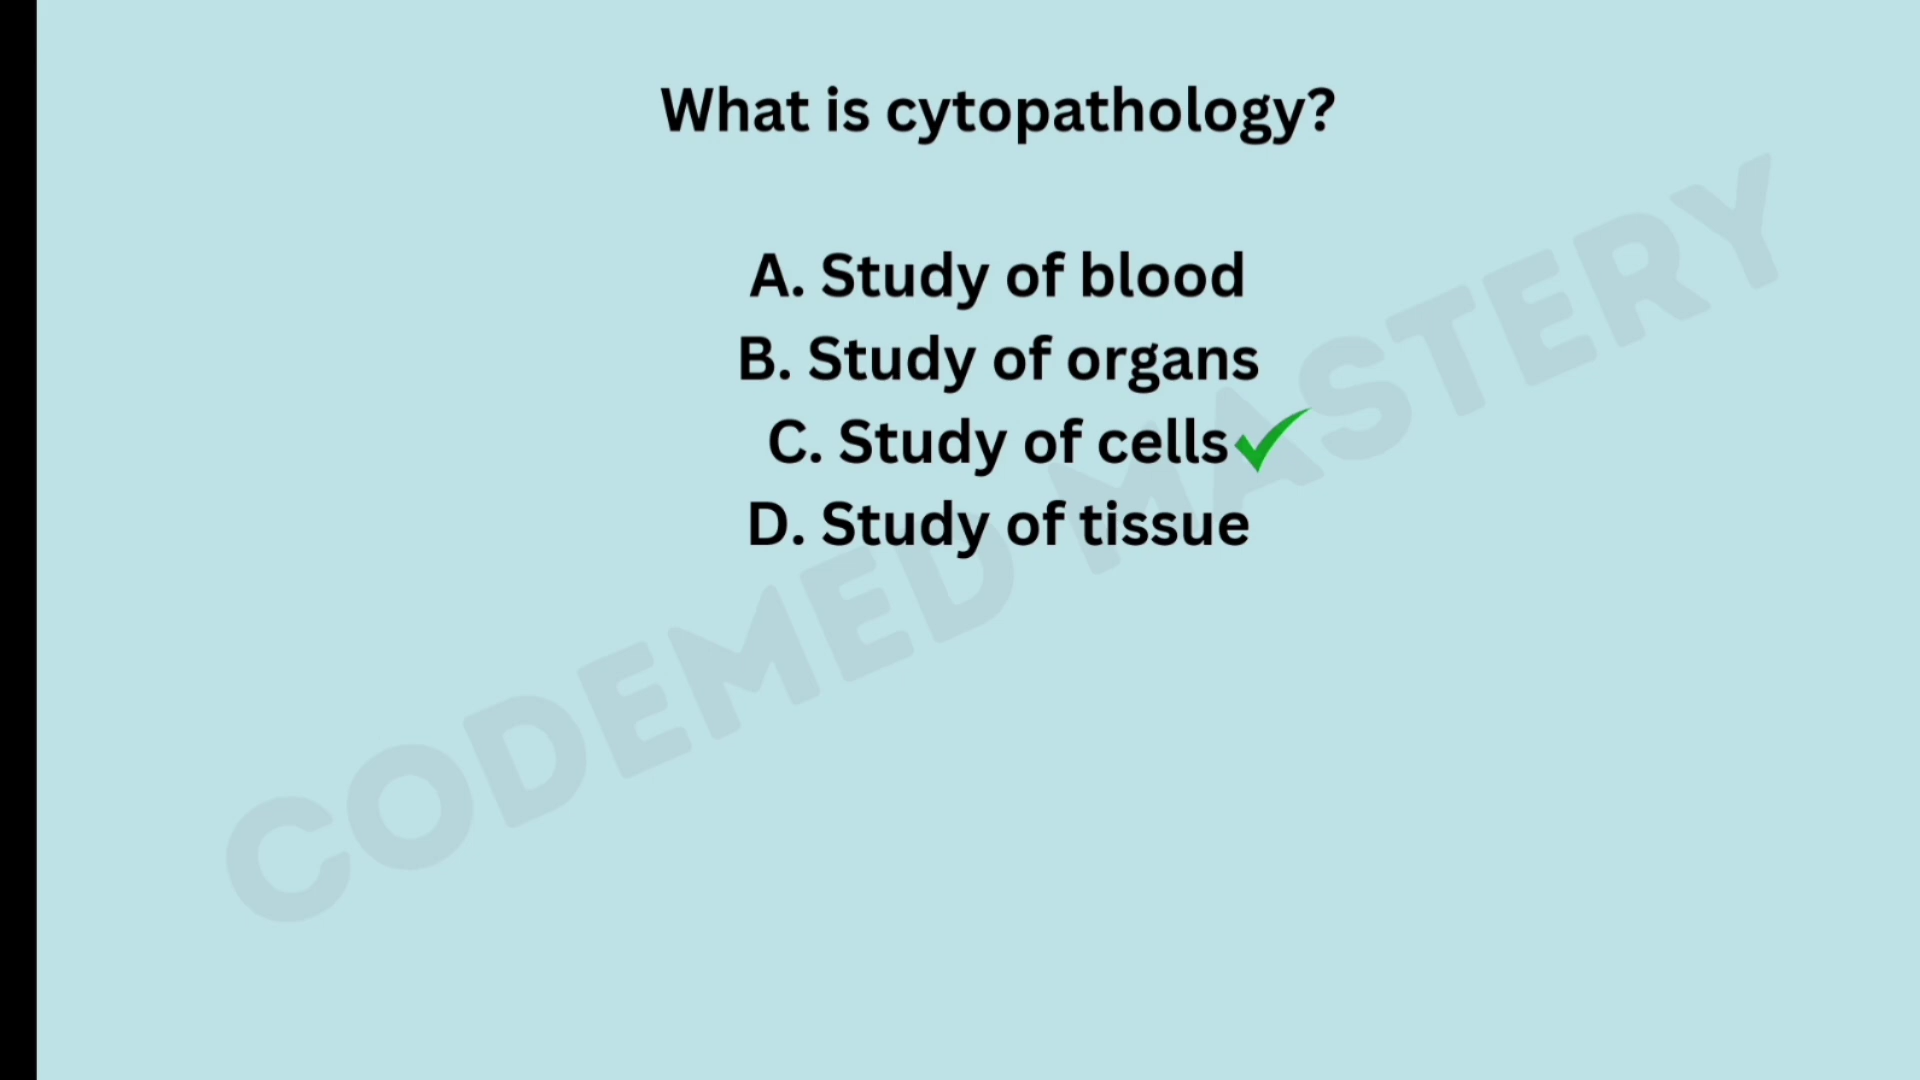 What is cytopathology?
A. Study of blood
B. Study of organs
C. Study of cells
D. Study of tissue
CODEMED MASTERY